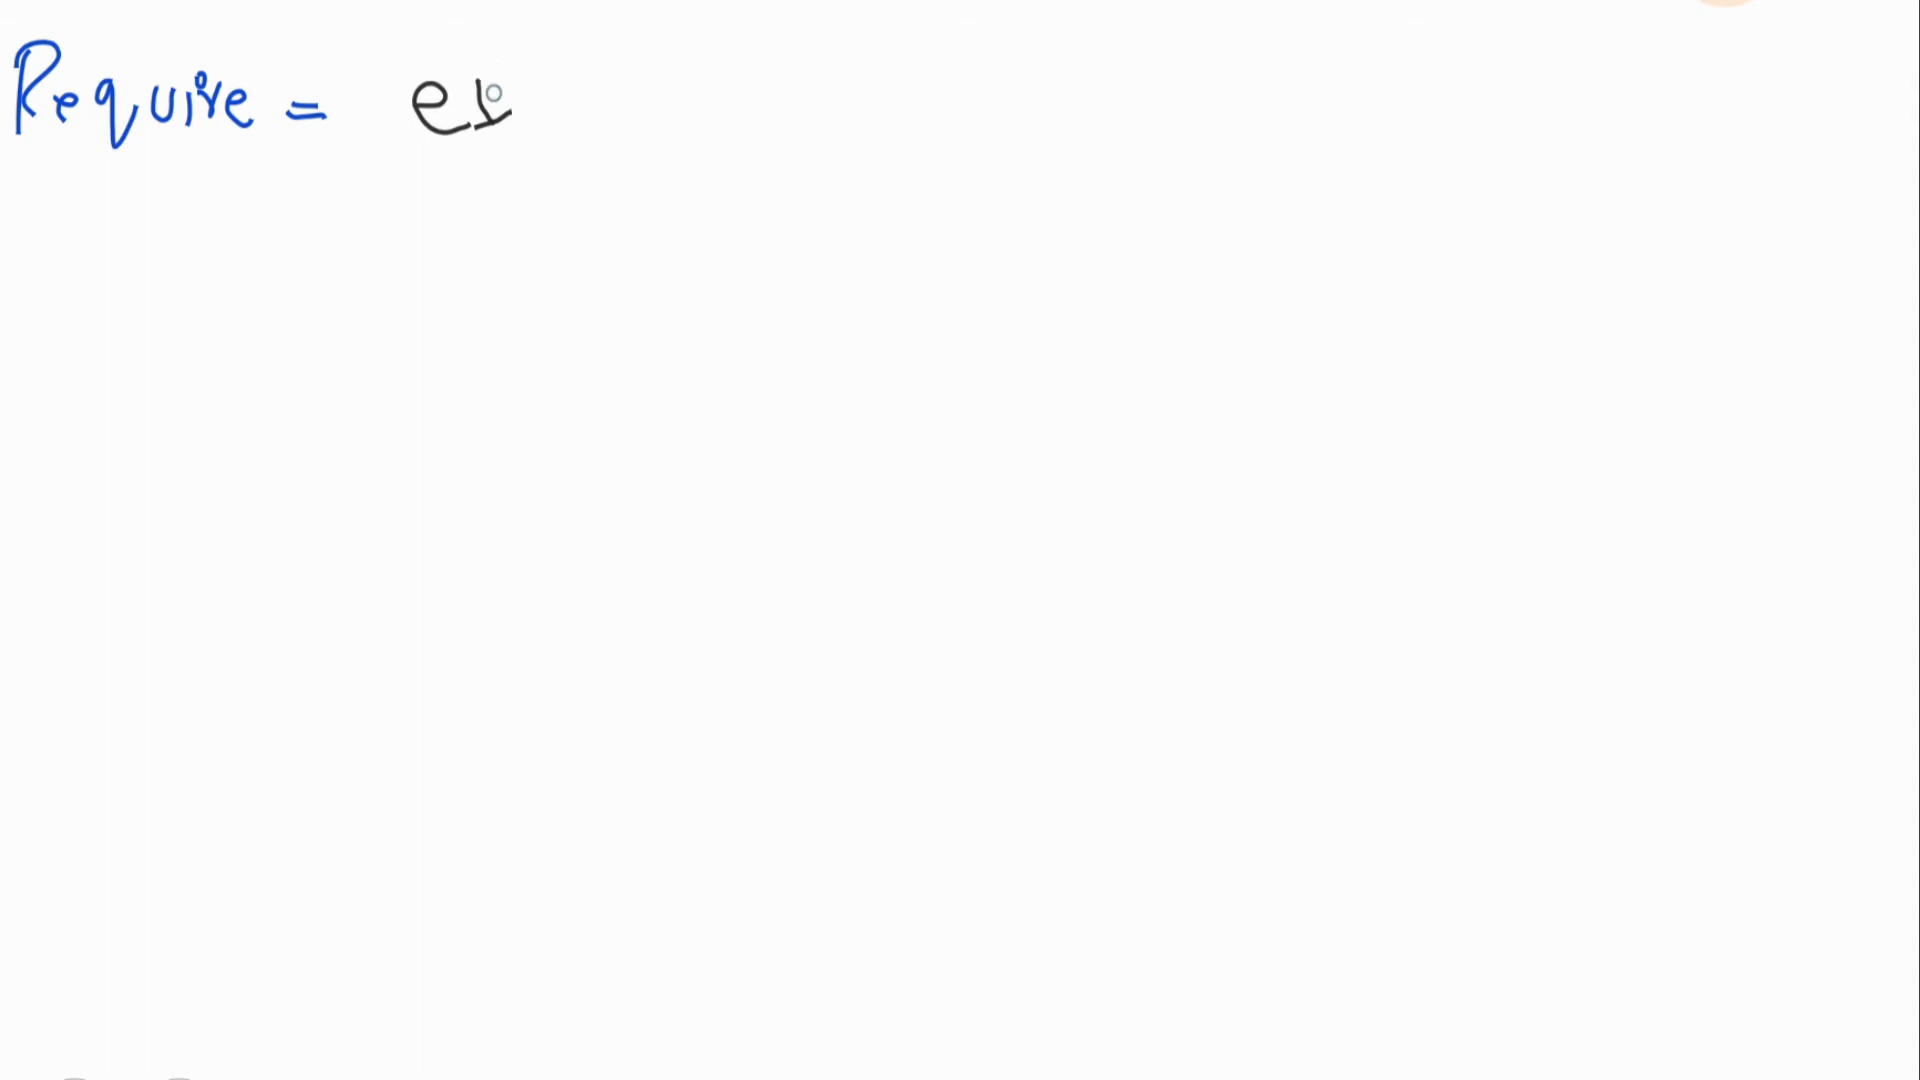 Require =